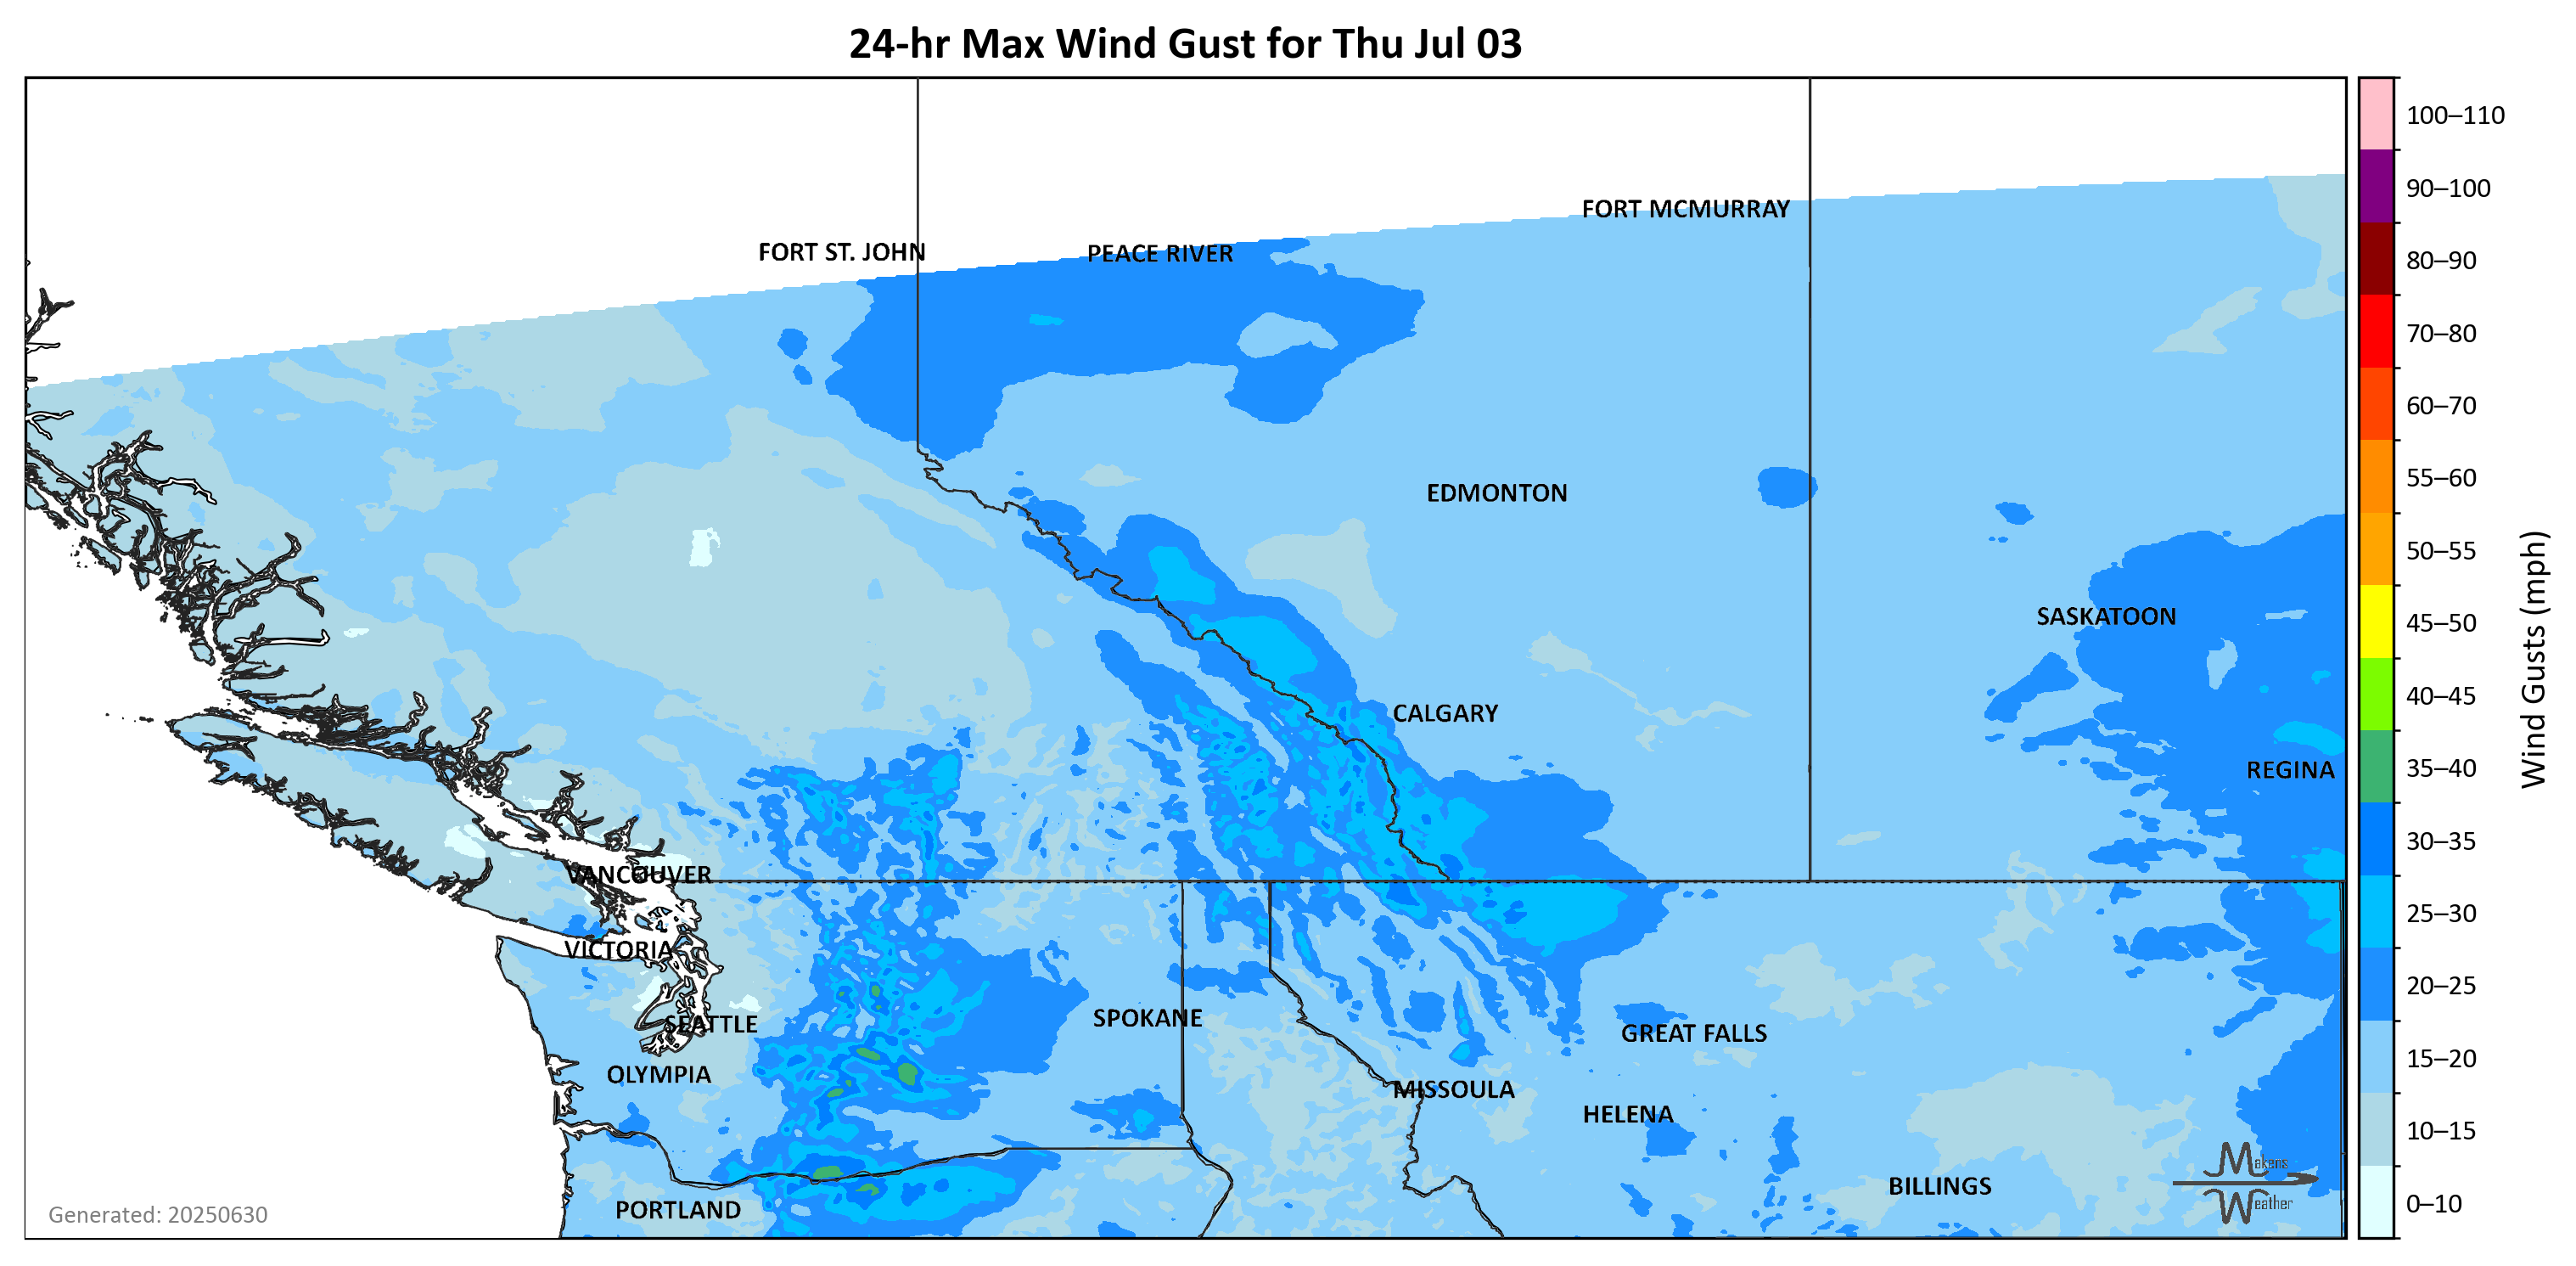 24-hr Max Wind Gust for Thu Jul 03
100–110
90–100
80–90
70–80
60–70
55–60
50–55
45–50
40–45
35–40
30–35
25–30
20–25
15–20
10–15
0–10
Wind Gusts (mph)
FORT MCMURRAY
FORT ST. JOHN
PEACE RIVER
EDMONTON
SASKATOON
CALGARY
REGINA
VANCOUVER
VICTORIA
SPOKANE
SEATTLE
GREAT FALLS
OLYMPIA
MISSOULA
HELENA
BILLINGS
PORTLAND
Makens
Weather
Generated: 20250630